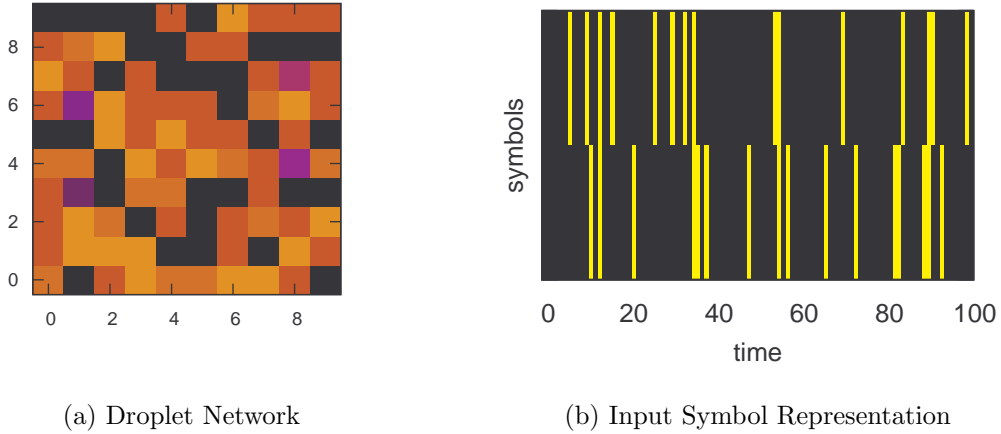 8
6
4
2
0
0 2 4 6 8
symbols
0 20 40 60 80 100
time
(a) Droplet Network
(b) Input Symbol Representation